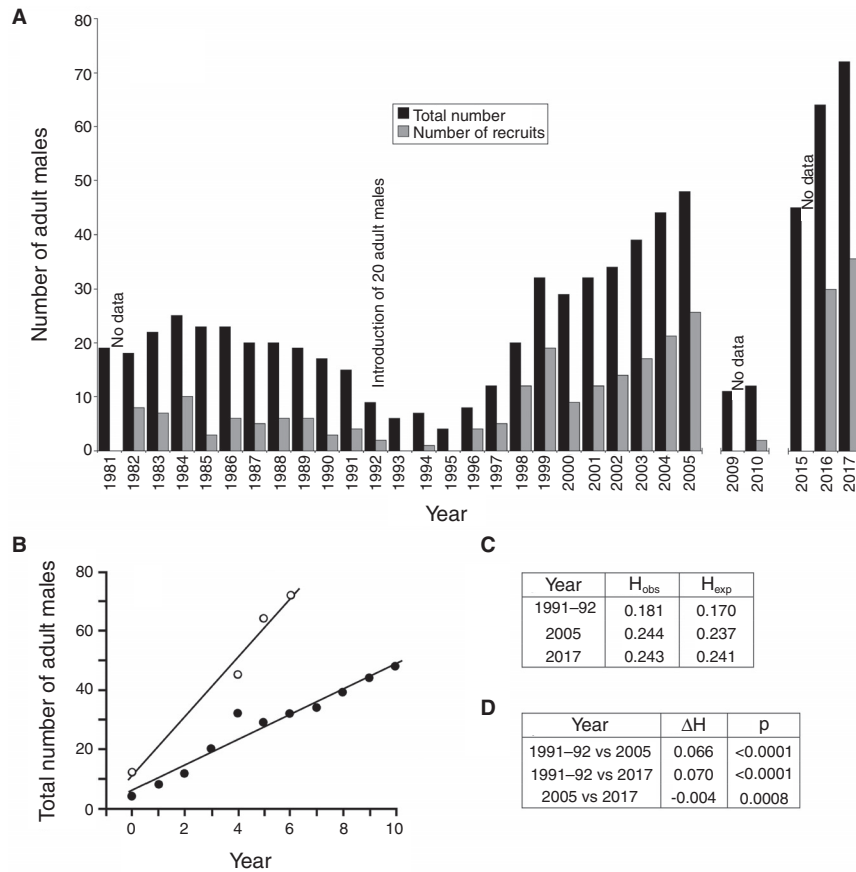 A
80
70
60
50
40
30
20
10
0
Number of adult males
Total number
Number of recruits
No data
Introduction of 20 adult males
No data
No data
1981 1982 1983 1984 1985 1986 1987 1988 1989 1990 1991 1992 1993 1994 1995 1996 1997 1998 1999 2000 2001 2002 2003 2004 2005 2009 2010 2015 2016 2017
Year
B
80
60
40
20
0
Total number of adult males
0 2 4 6 8 10
Year
C
Year Hobs Hexp
1991–92 0.181 0.170
2005 0.244 0.237
2017 0.243 0.241
D
Year ΔH p
1991–92 vs 2005 0.066 <0.0001
1991–92 vs 2017 0.070 <0.0001
2005 vs 2017 -0.004 0.0008